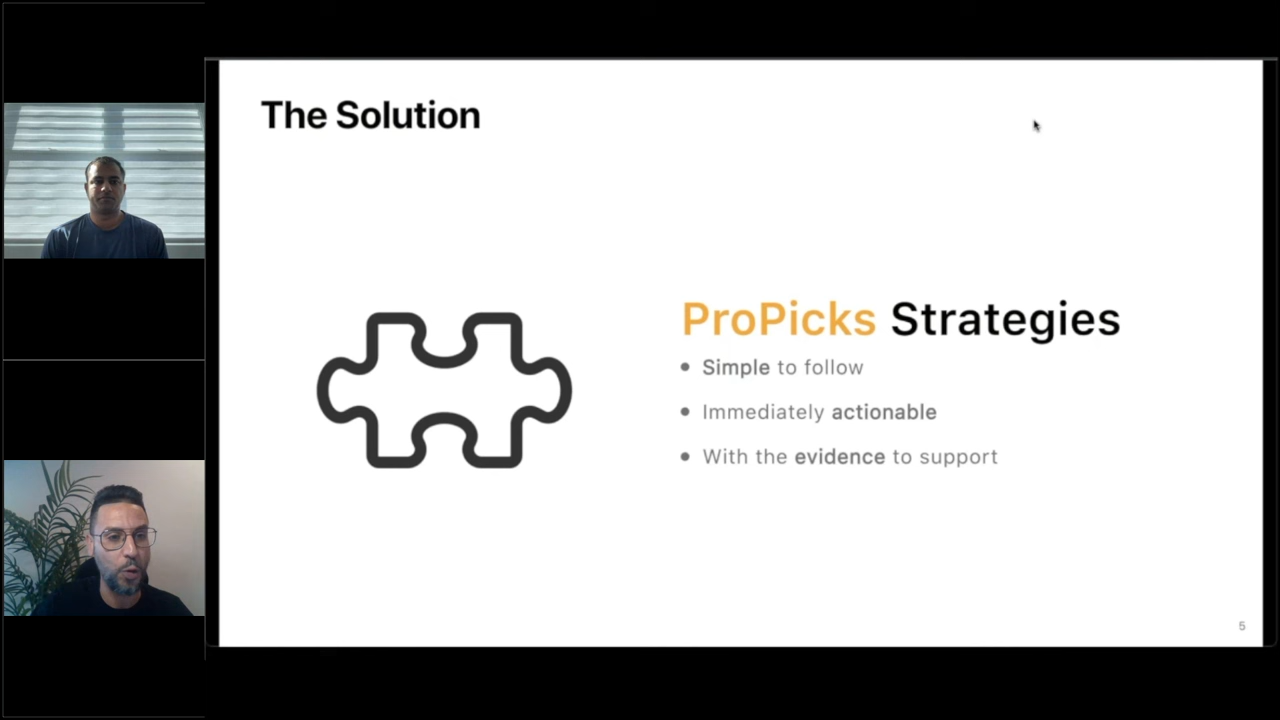 The Solution
ProPicks Strategies
Simple to follow
Immediately actionable
With the evidence to support
5